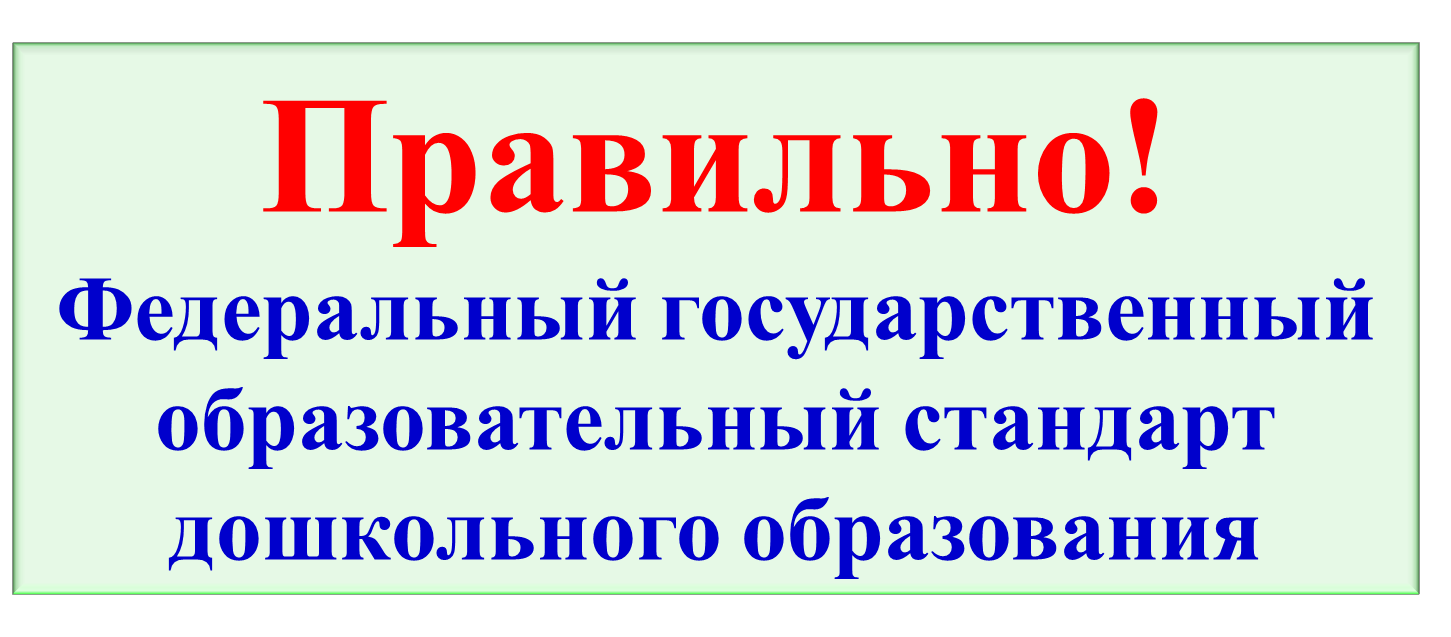 Правильно!
Федеральный государственный
образовательный стандарт
дошкольного образования